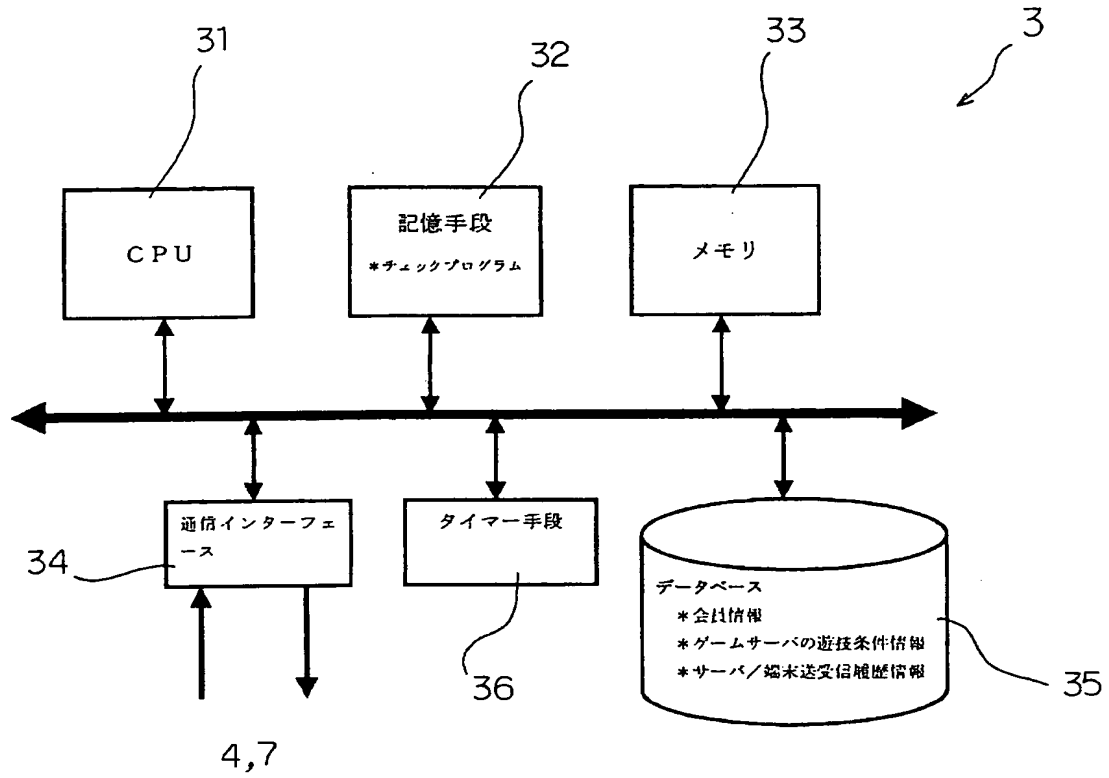 31
32
33
3
CPU
記憶手段
*チェックプログラム
メモリ
通信インターフェ
ース
タイマー手段
データベース
*会員情報
*ゲームサーバの遊技条件情報
*サーバ/端末送受信履歴情報
34
36
35
4,7